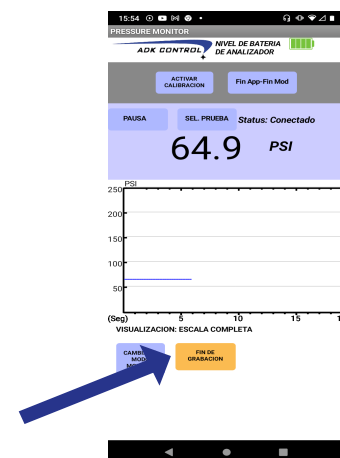 15:54
PRESSURE MONITOR
ADK CONTROL
NIVEL DE BATERIA
DE ANALIZADOR
ACTIVAR
CALIBRACION
Fin App-Fin Mod
PAUSA
SEL. PRUEBA
Status: Conectado
64.9
PSI
PSI
250
200
150
100
50
(Seg)
5
10
15
VISUALIZACION: ESCALA COMPLETA
MOD
FIN DE
GRABACION